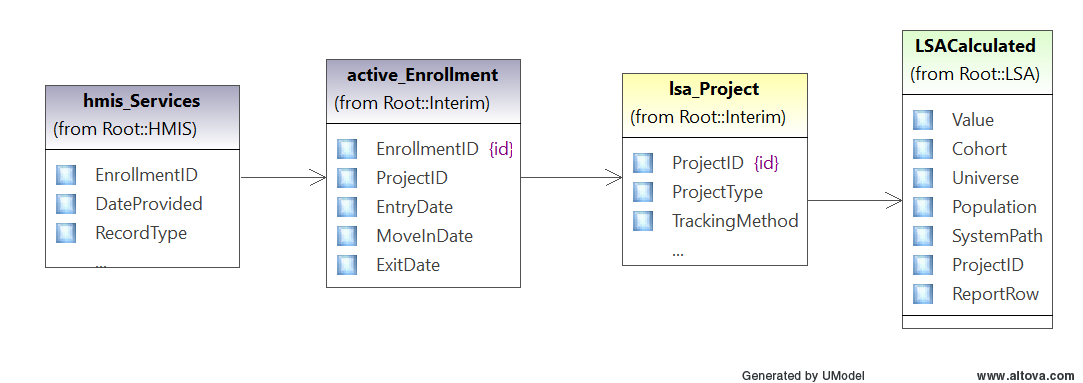 hmis_Services
(from Root::HMIS)
EnrollmentID
DateProvided
RecordType
...
active_Enrollment
(from Root::Interim)
EnrollmentID {id}
ProjectID
EntryDate
MoveInDate
ExitDate
lsa_Project
(from Root::Interim)
ProjectID {id}
ProjectType
TrackingMethod
...
LSACalculated
(from Root::LSA)
Value
Cohort
Universe
Population
SystemPath
ProjectID
ReportRow
Generated by UModel www.altova.com